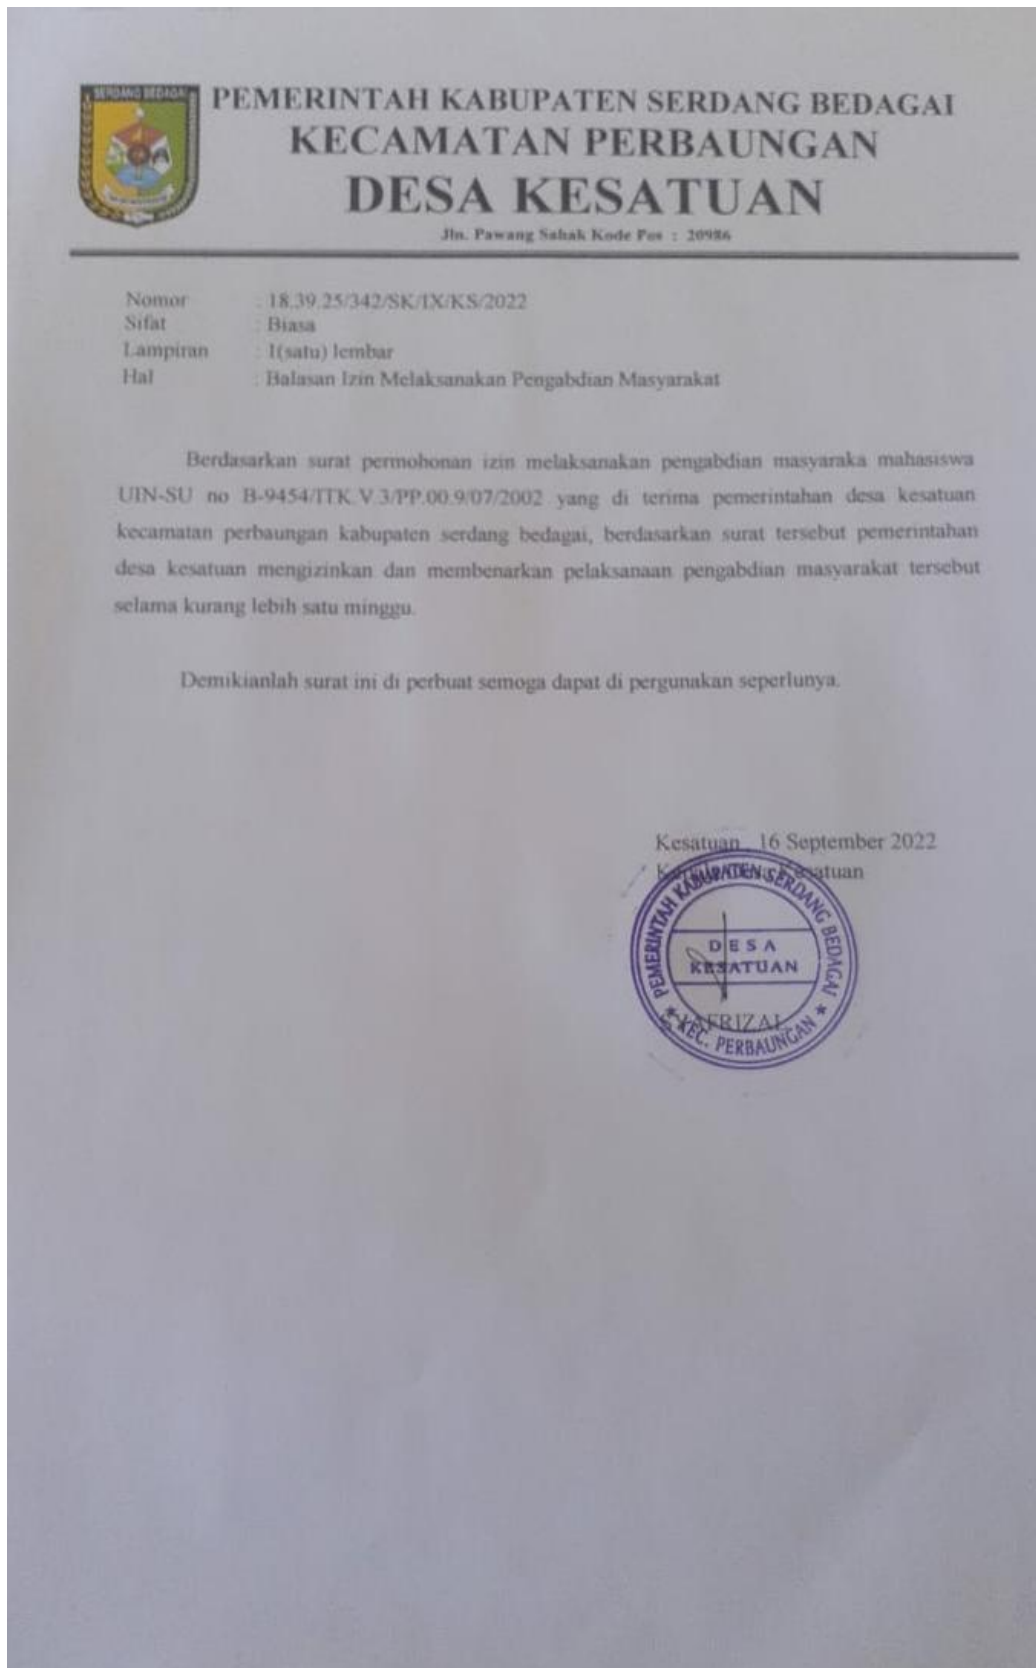 SERDANG BEDAGAI
PEMERINTAH KABUPATEN SERDANG BEDAGAI
KECAMATAN PERBAUNGAN
DESA KESATUAN
Jln. Pawang Sahak Kode Pos : 20986
Nomor : 18.39.25/342/SK/IX/KS/2022
Sifat : Biasa
Lampiran : 1(satu) lembar
Hal : Balasan Izin Melaksanakan Pengabdian Masyarakat
Berdasarkan surat permohonan izin melaksanakan pengabdian masyaraka mahasiswa
UIN-SU no B-9454/ITK.V.3/PP.00.9/07/2002 yang di terima pemerintahan desa kesatuan
kecamatan perbaungan kabupaten serdang bedagai, berdasarkan surat tersebut pemerintahan
desa kesatuan mengizinkan dan membenarkan pelaksanaan pengabdian masyarakat tersebut
selama kurang lebih satu minggu.
Demikianlah surat ini di perbuat semoga dapat di pergunakan seperlunya.
Kesatuan, 16 September 2022
Kesatuan
PEMERINTAH KABUPATEN SERDANG BEDAGAI
DESA
KESATUAN
KEC. PERBAUNGAN